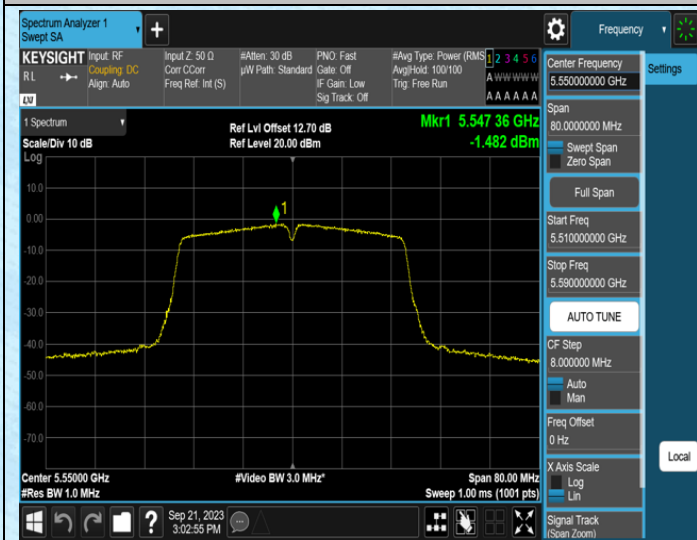 Spectrum Analyzer 1
Swept SA
+
Frequency
KEYSIGHT
RL
LXI
Input: RF
Coupling: DC
Align: Auto
Input Z: 50 Ω
Corr CCorr
Freq Ref: Int (S)
#Atten: 30 dB
µW Path: Standard
PNO: Fast
Gate: Off
IF Gain: Low
Sig Track: Off
#Avg Type: Power (RMS
Avg|Hold: 100/100
Trig: Free Run
1 2 3 4 5 6
A W W W W W
A A A A A A
1 Spectrum
Scale/Div 10 dB
Log
Ref Lvl Offset 12.70 dB
Ref Level 20.00 dBm
Mkr1 5.547 36 GHz
-1.482 dBm
1
10.0
0.00
-10.0
-20.0
-30.0
-40.0
-50.0
-60.0
-70.0
Center 5.55000 GHz
#Res BW 1.0 MHz
#Video BW 3.0 MHz*
Span 80.00 MHz
Sweep 1.00 ms (1001 pts)
?
Sep 21, 2023
3:02:55 PM
Center Frequency
5.550000000 GHz
Settings
Span
80.0000000 MHz
Swept Span
Zero Span
Full Span
Start Freq
5.510000000 GHz
Stop Freq
5.590000000 GHz
AUTO TUNE
CF Step
8.000000 MHz
Auto
Man
Freq Offset
0 Hz
X Axis Scale
Log
Lin
Signal Track
(Span Zoom)
Local